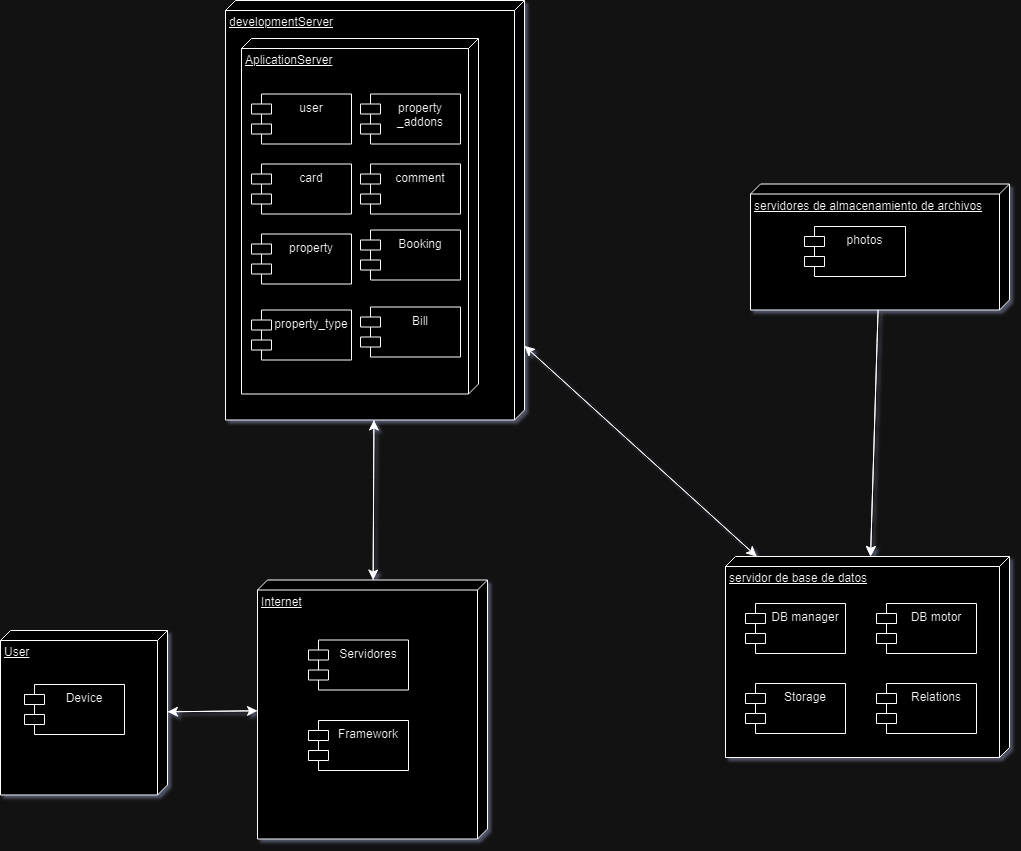 developmentServer
AplicationServer
user
property
_addons
card
comment
property
Booking
property_type
Bill
servidores de almacenamiento de archivos
photos
Internet
Servidores
Framework
User
Device
servidor de base de datos
DB manager
DB motor
Storage
Relations